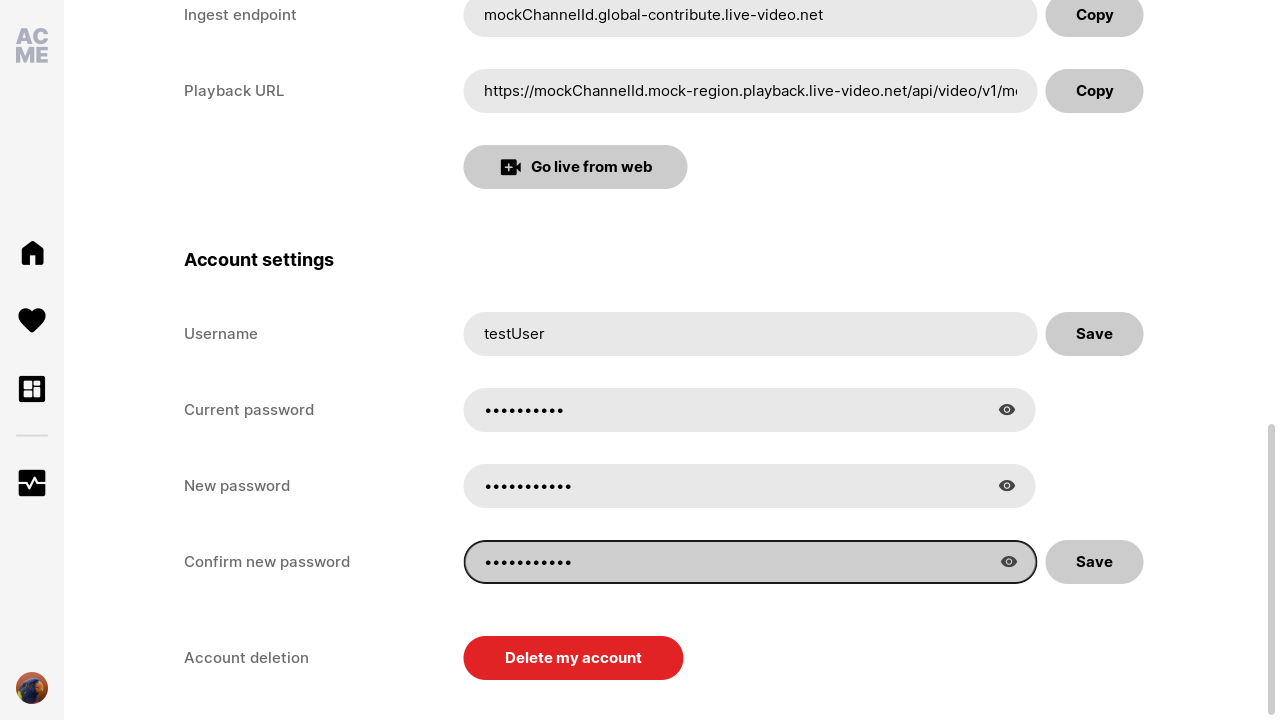 AC
ME
Ingest endpoint
mockChannelId.global-contribute.live-video.net
Copy
Playback URL
https://mockChannelId.mock-region.playback.live-video.net/api/video/v1/mo
Copy
Go live from web
Account settings
Username
testUser
Save
Current password
••••••••••
New password
•••••••••••
Confirm new password
•••••••••••
Save
Account deletion
Delete my account